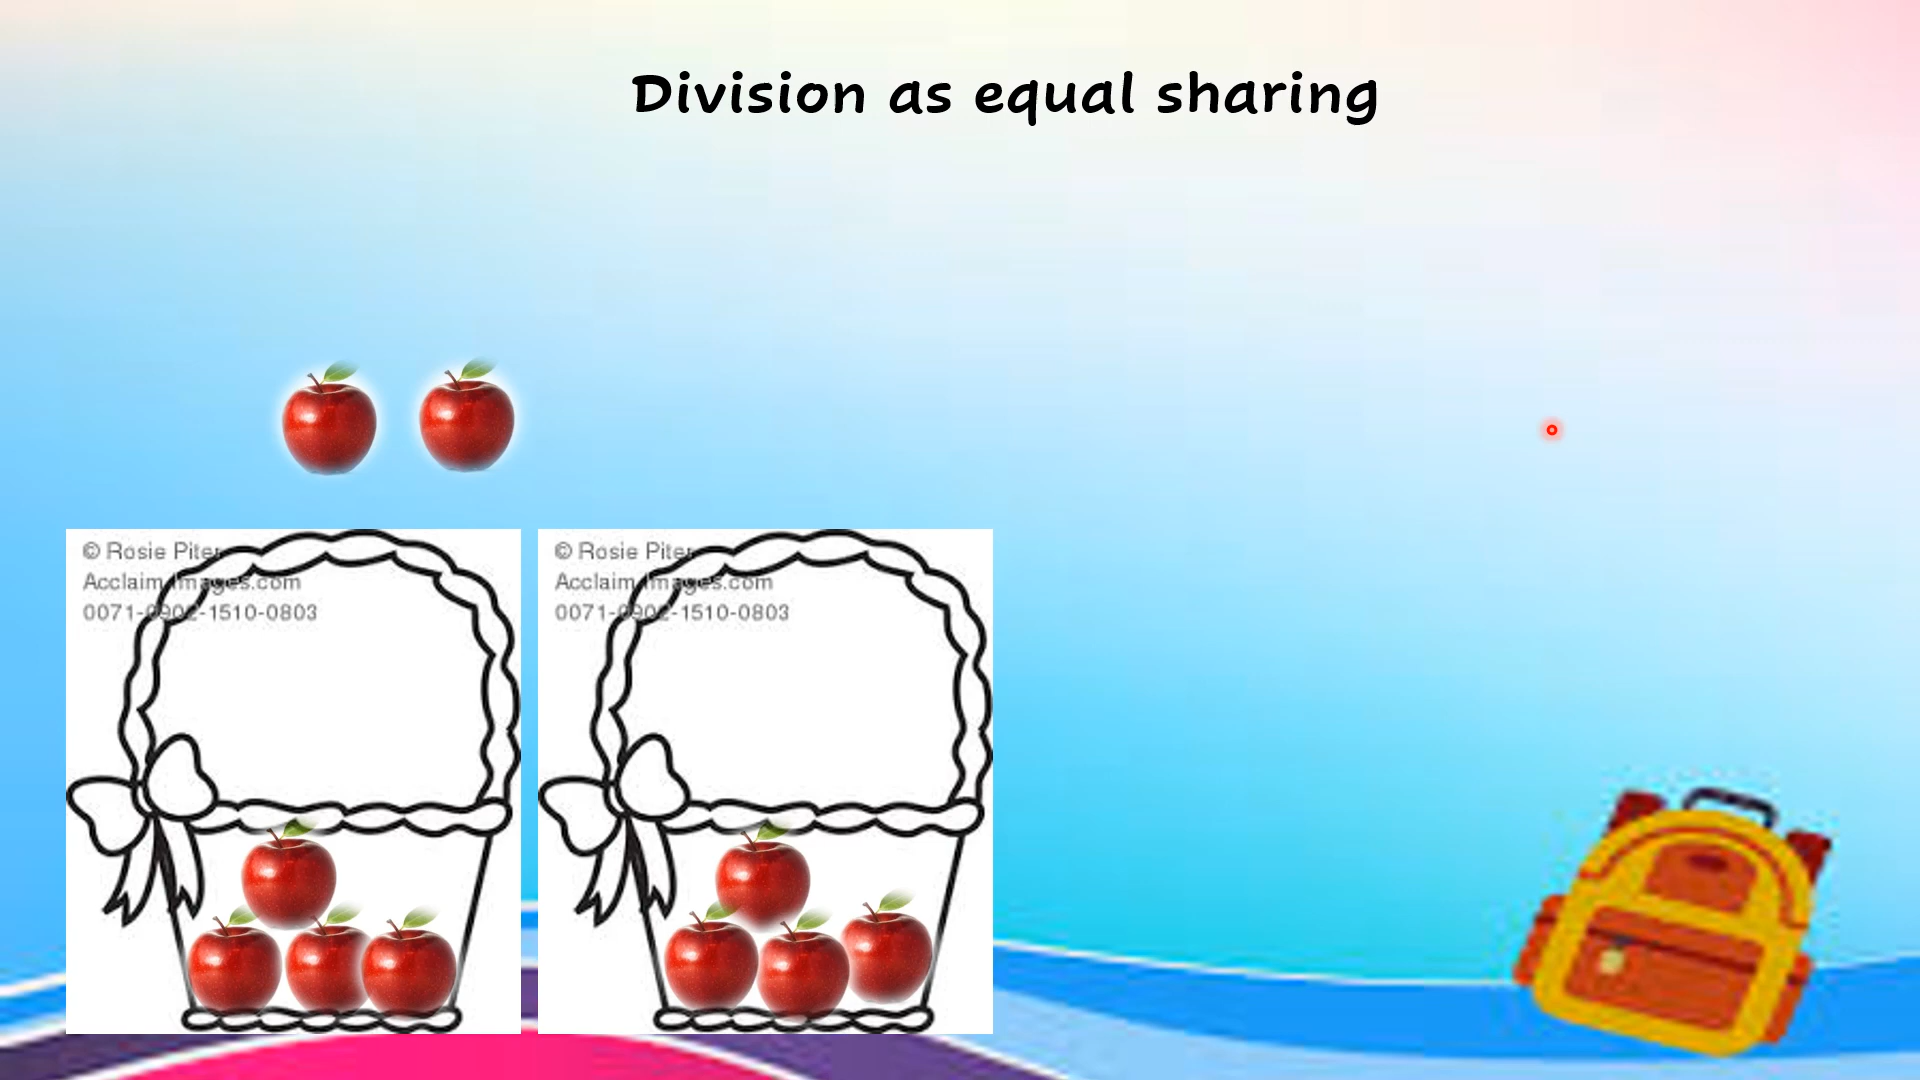 Division as equal sharing
© Rosie Piter
Acclaim Images.com
0071-0902-1510-0803
© Rosie Piter
Acclaim Images.com
0071-0902-1510-0803